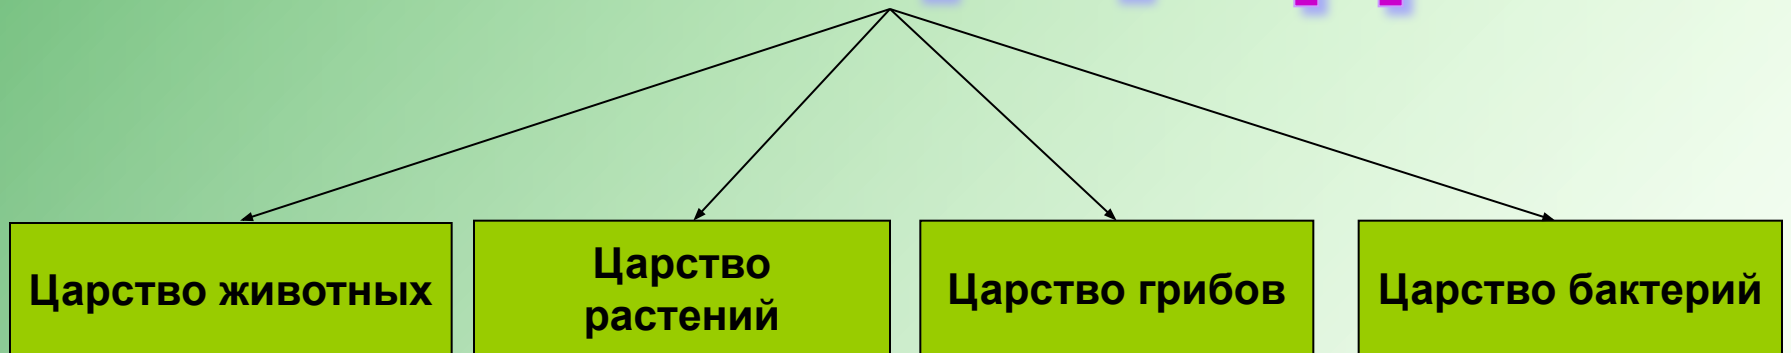 Царство животных
Царство
растений
Царство грибов
Царство бактерий